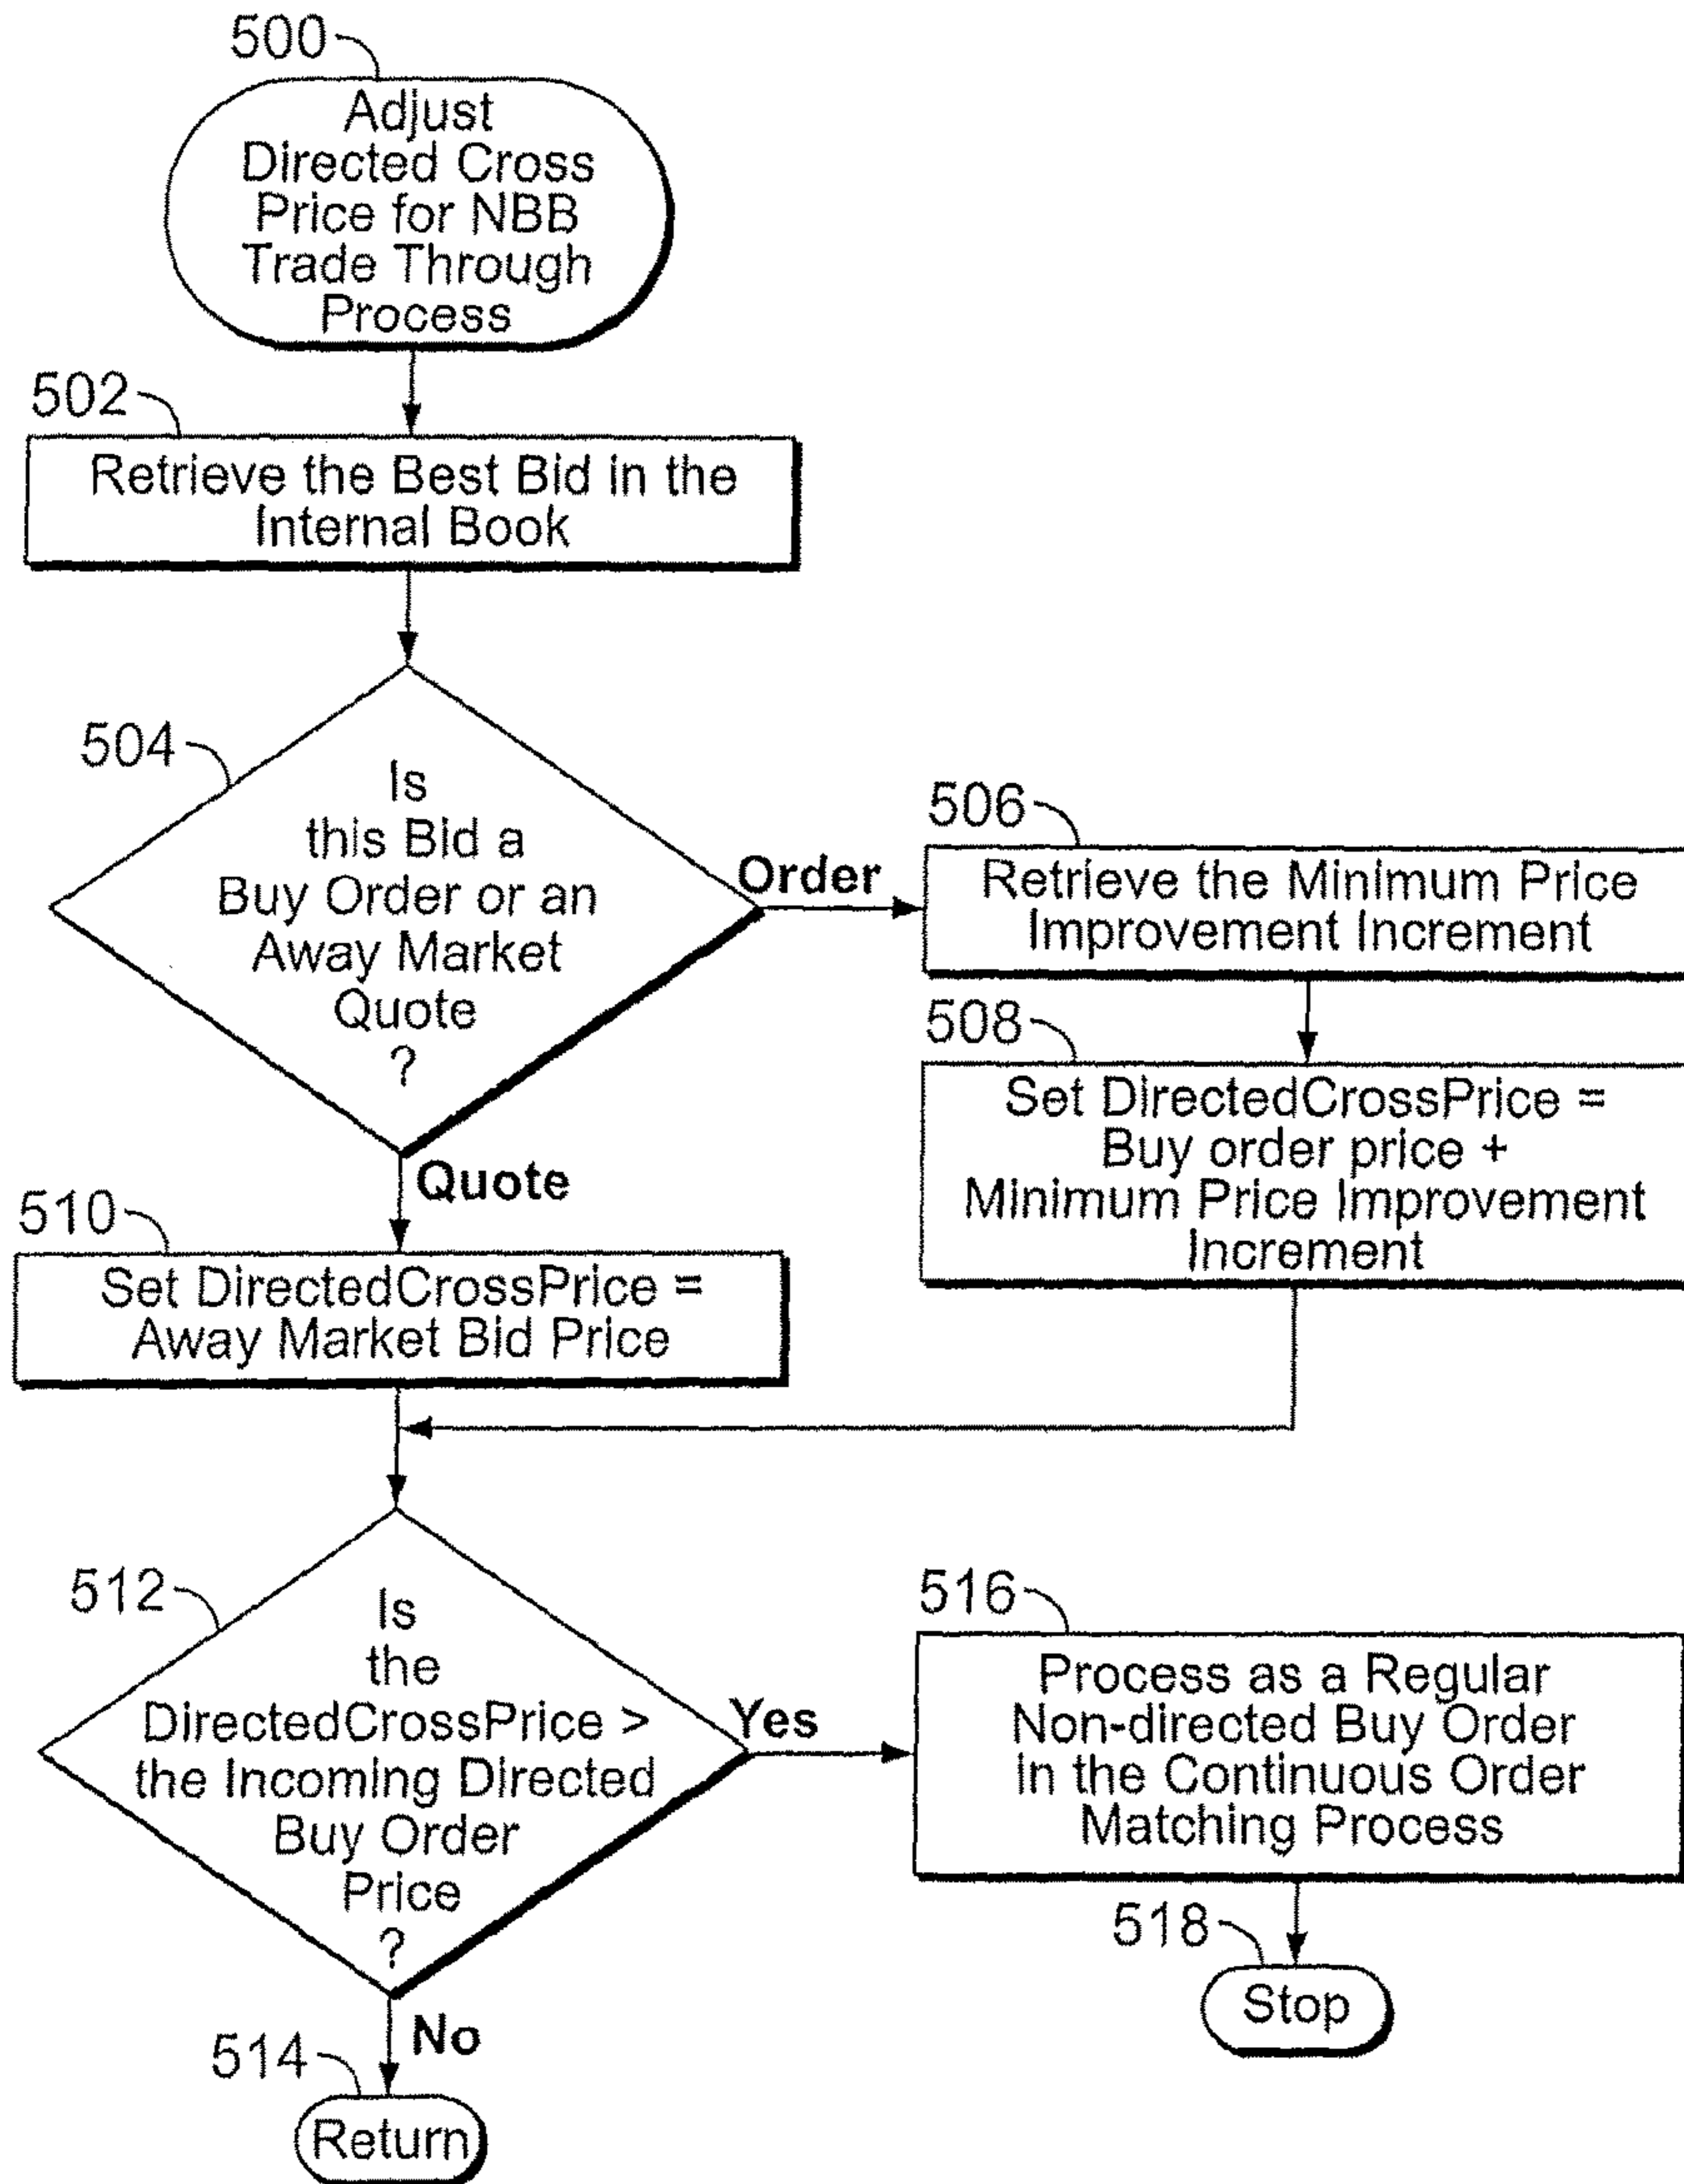 500
Adjust
Directed Cross
Price for NBB
Trade Through
Process
502
Retrieve the Best Bid in the
Internal Book
504
Is
this Bid a
Buy Order or an
Away Market
Quote
?
Order
506
Retrieve the Minimum Price
Improvement Increment
508
Set DirectedCrossPrice =
Buy order price +
Minimum Price Improvement
Increment
Quote
510
Set DirectedCrossPrice =
Away Market Bid Price
512
Is
the
DirectedCrossPrice >
the Incoming Directed
Buy Order
Price
?
Yes
516
Process as a Regular
Non-directed Buy Order
in the Continuous Order
Matching Process
518
Stop
No
514
Return